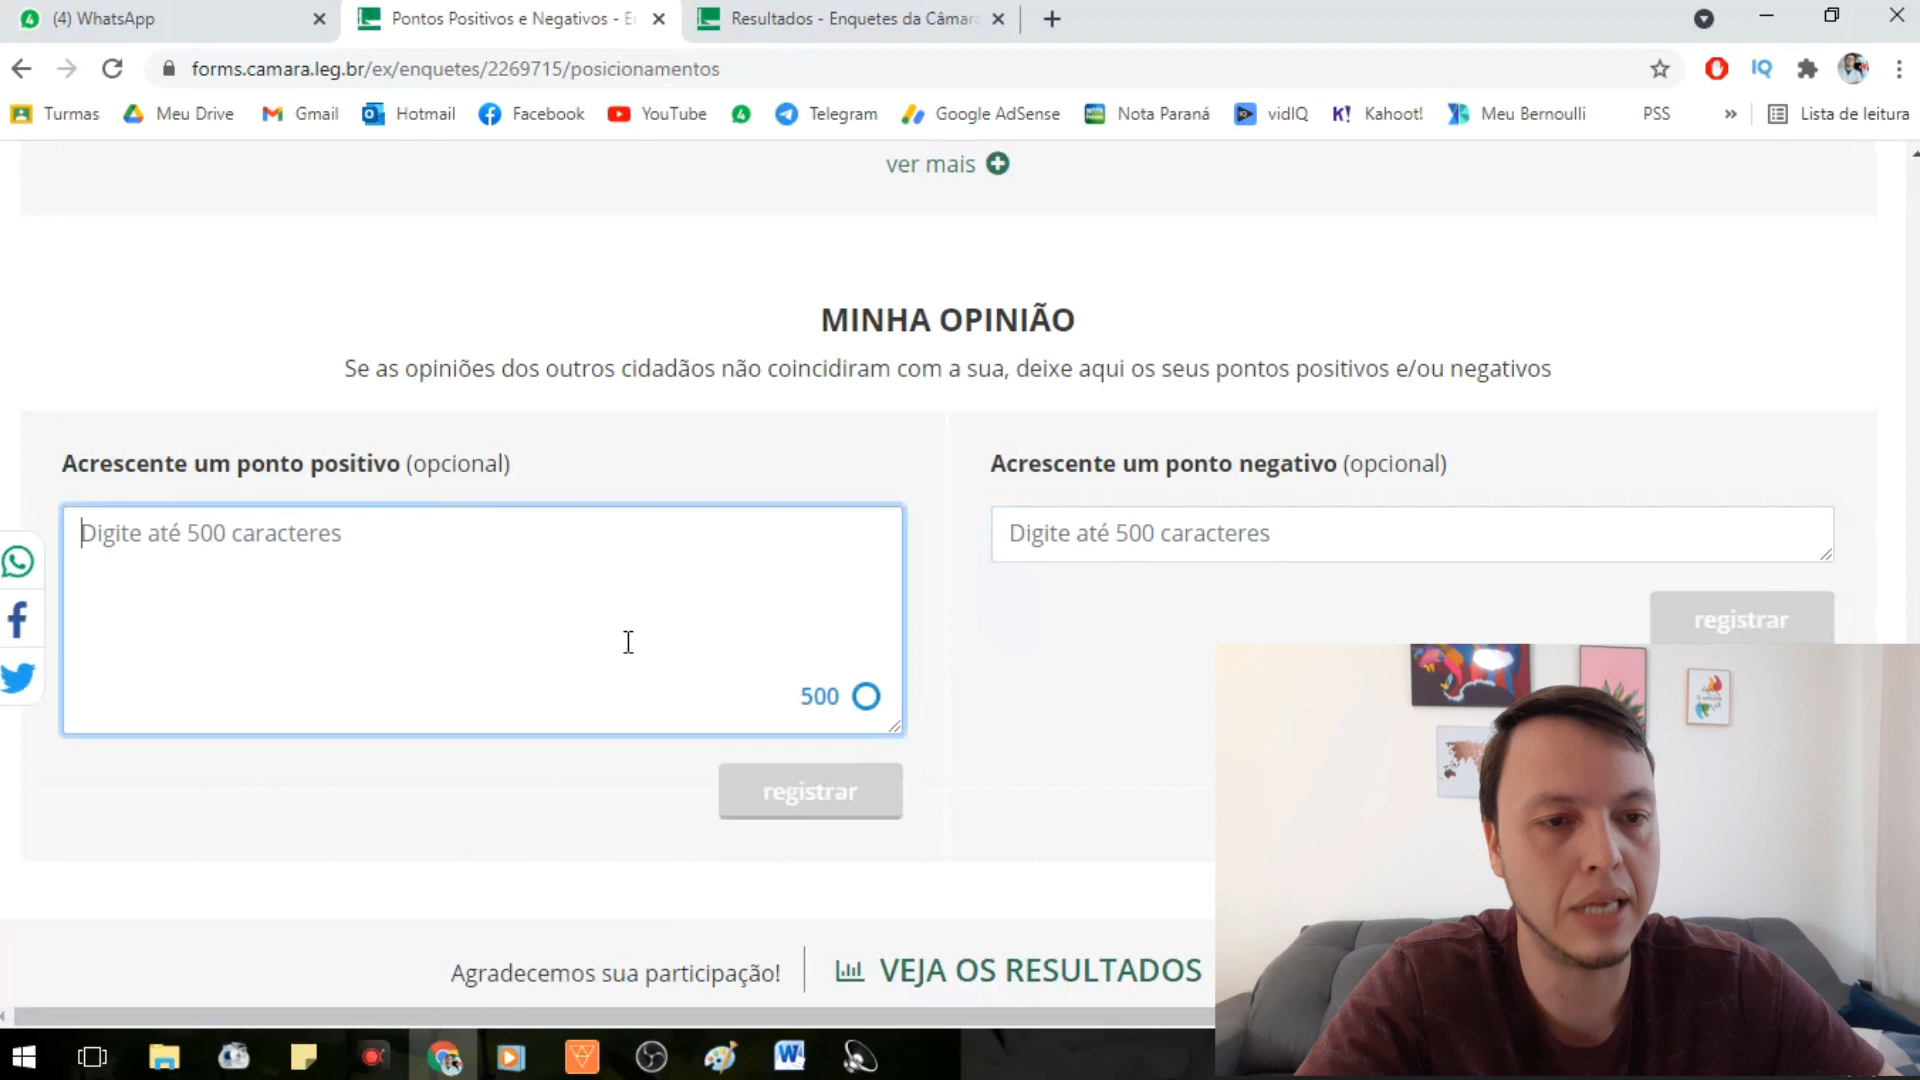 (4) WhatsApp
Pontos Positivos e Negativos - E
Resultados - Enquetes da Câmar
forms.camara.leg.br/ex/enquetes/2269715/posicionamentos
IQ
Turmas
Meu Drive
Gmail
Hotmail
Facebook
YouTube
Telegram
Google AdSense
Nota Paraná
vidIQ
K!
Kahoot!
Meu Bernoulli
PSS
»
Lista de leitura
ver mais
MINHA OPINIÃO
Se as opiniões dos outros cidadãos não coincidiram com a sua, deixe aqui os seus pontos positivos e/ou negativos
Acrescente um ponto positivo (opcional)
Acrescente um ponto negativo (opcional)
Digite até 500 caracteres
Digite até 500 caracteres
registrar
500
registrar
Agradecemos sua participação!
VEJA OS RESULTADOS